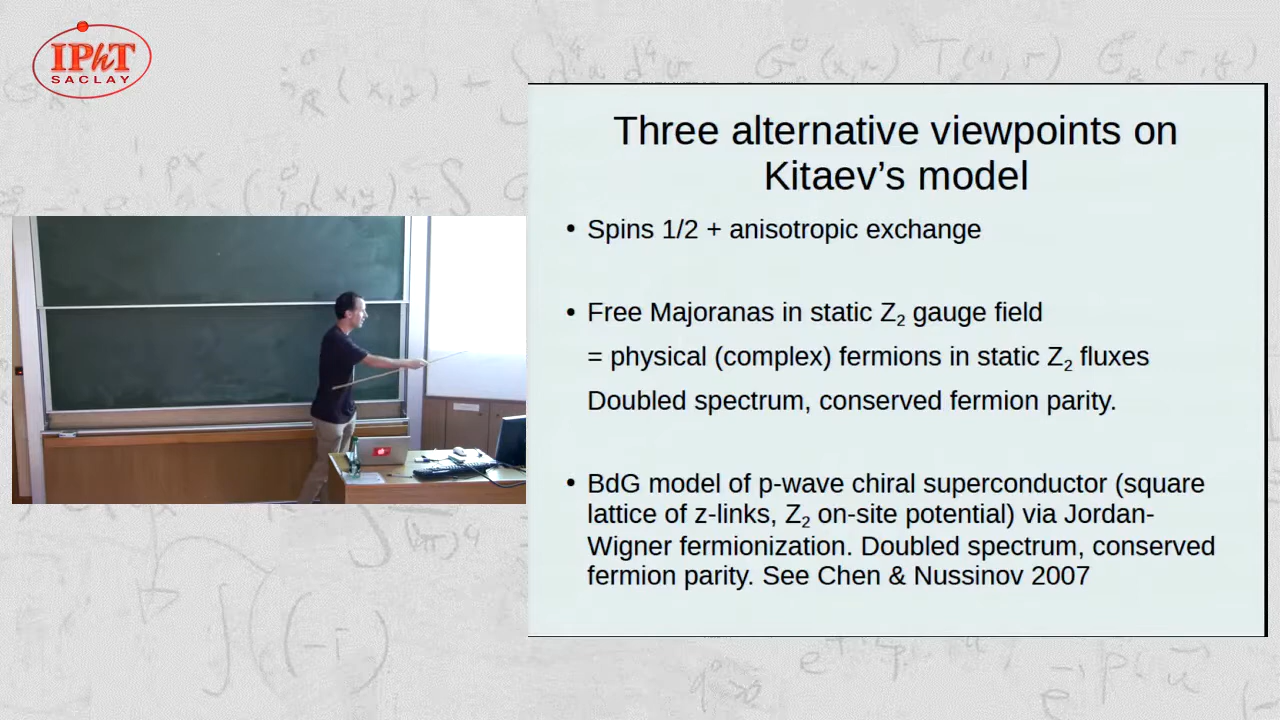 IPhT
SACLAY
Three alternative viewpoints on
Kitaev’s model
• Spins 1/2 + anisotropic exchange
• Free Majoranas in static Z₂ gauge field
= physical (complex) fermions in static Z₂ fluxes
Doubled spectrum, conserved fermion parity.
• BdG model of p-wave chiral superconductor (square
lattice of z-links, Z₂ on-site potential) via Jordan-
Wigner fermionization. Doubled spectrum, conserved
fermion parity. See Chen & Nussinov 2007